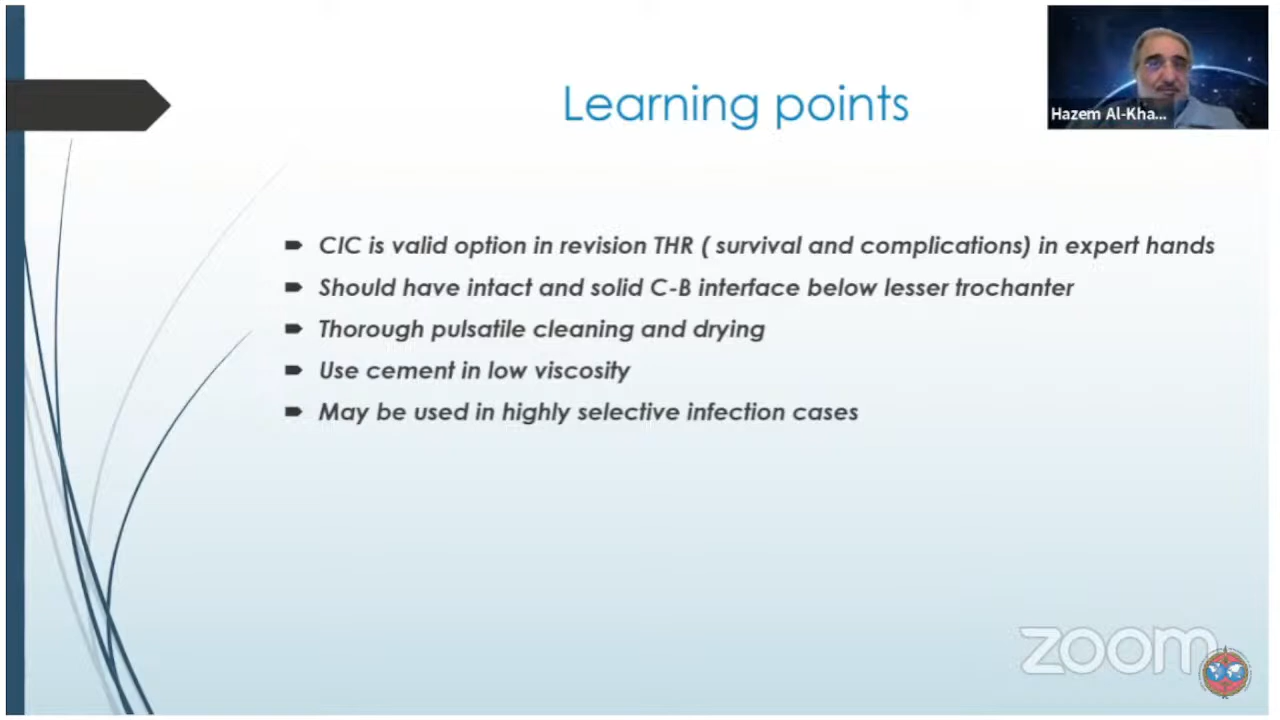 Learning points
Hazem Al-Kha...
CIC is valid option in revision THR ( survival and complications) in expert hands
Should have intact and solid C-B interface below lesser trochanter
Thorough pulsatile cleaning and drying
Use cement in low viscosity
May be used in highly selective infection cases
zoom